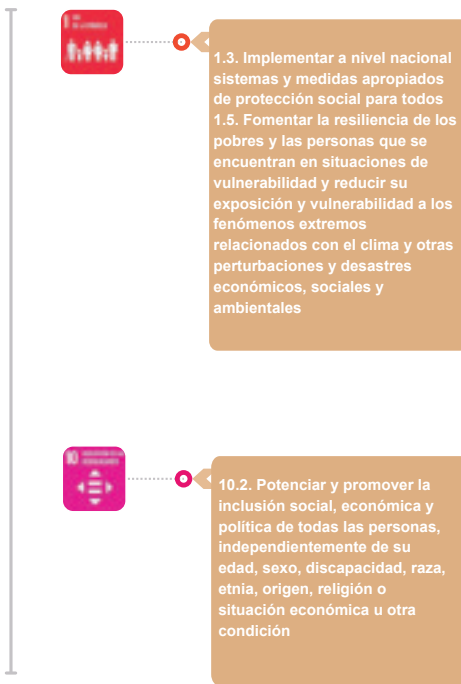 1
1.3. Implementar a nivel nacional
sistemas y medidas apropiados
de protección social para todos
1.5. Fomentar la resiliencia de los
pobres y las personas que se
encuentran en situaciones de
vulnerabilidad y reducir su
exposición y vulnerabilidad a los
fenómenos extremos
relacionados con el clima y otras
perturbaciones y desastres
económicos, sociales y
ambientales
10
10.2. Potenciar y promover la
inclusión social, económica y
política de todas las personas,
independientemente de su
edad, sexo, discapacidad, raza,
etnia, origen, religión o
situación económica u otra
condición